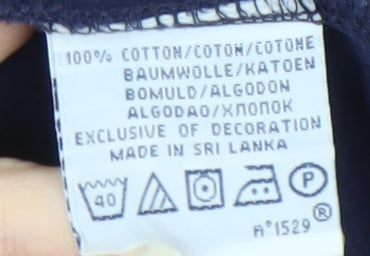 100% COTTON/COTON/COTONE
BAUMWOLLE/KATOEN
BOMULD/ALGODON
ALGODAO/ХЛОПОК
EXCLUSIVE OF DECORATION
MADE IN SRI LANKA
40 P
A°1529 ®